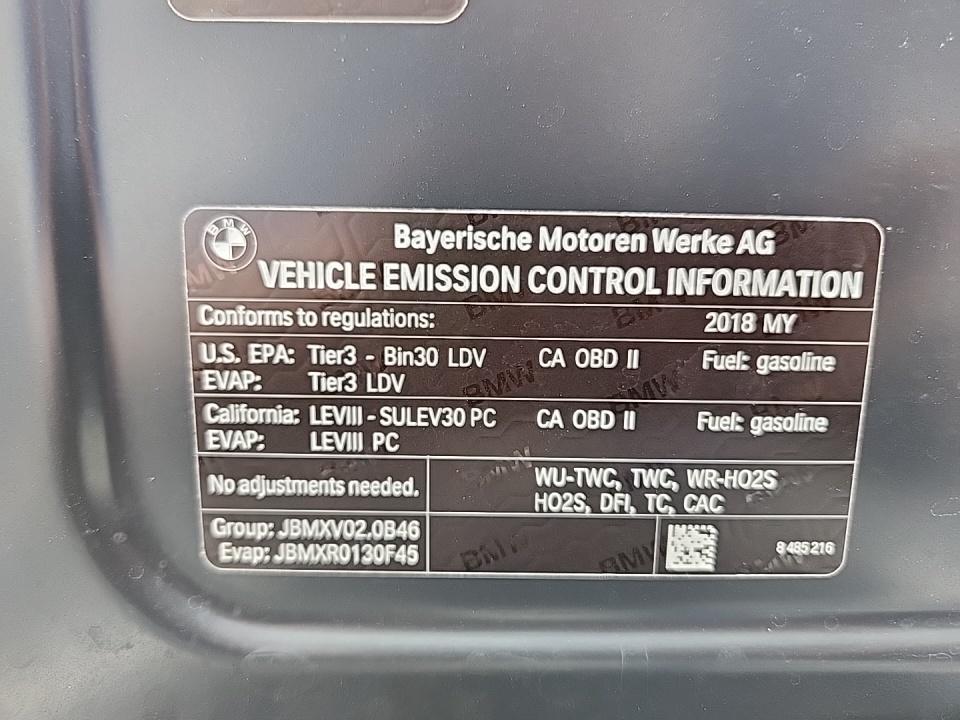 BMW
Bayerische Motoren Werke AG
VEHICLE EMISSION CONTROL INFORMATION
Conforms to regulations: 2018 MY
U.S. EPA: Tier3 - Bin30 LDV CA OBD II Fuel: gasoline
EVAP: Tier3 LDV
California: LEVIII - SULEV30 PC CA OBD II Fuel: gasoline
EVAP: LEVIII PC
No adjustments needed.
WU-TWC, TWC, WR-HO2S
HO2S, DFI, TC, CAC
Group: JBMXV02.0B46
Evap: JBMXR0130F45
8 485 216